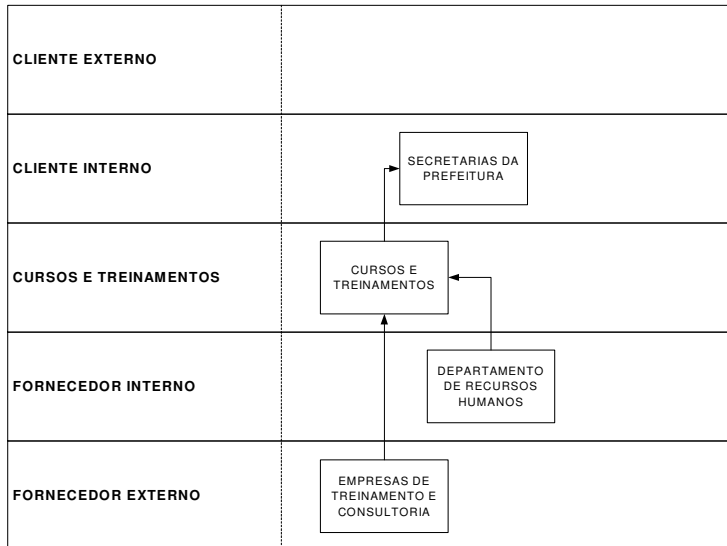 CLIENTE EXTERNO
CLIENTE INTERNO
SECRETARIAS DA
PREFEITURA
CURSOS E TREINAMENTOS
CURSOS E
TREINAMENTOS
FORNECEDOR INTERNO
DEPARTAMENTO
DE RECURSOS
HUMANOS
FORNECEDOR EXTERNO
EMPRESAS DE
TREINAMENTO E
CONSULTORIA